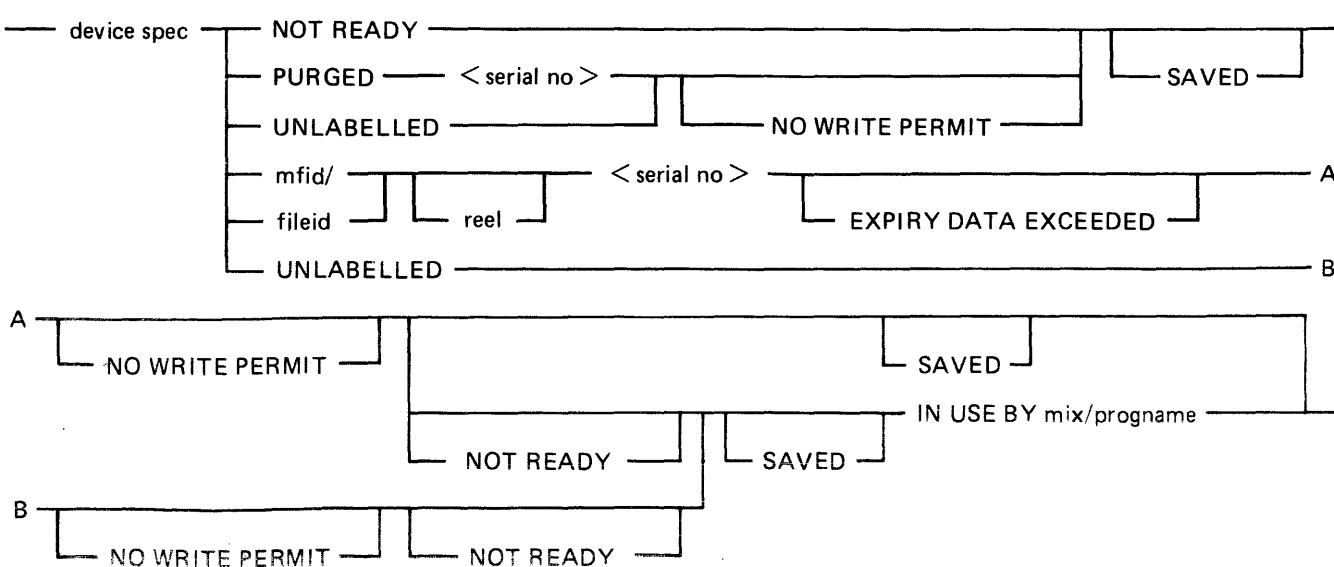 device spec NOT READY
SAVED
PURGED < serial no >
UNLABELLED NO WRITE PERMIT
mfid/ < serial no > A
fileid reel EXPIRY DATA EXCEEDED
UNLABELLED B
A
NO WRITE PERMIT SAVED
IN USE BY mix/progname
NOT READY SAVED
B
NO WRITE PERMIT NOT READY